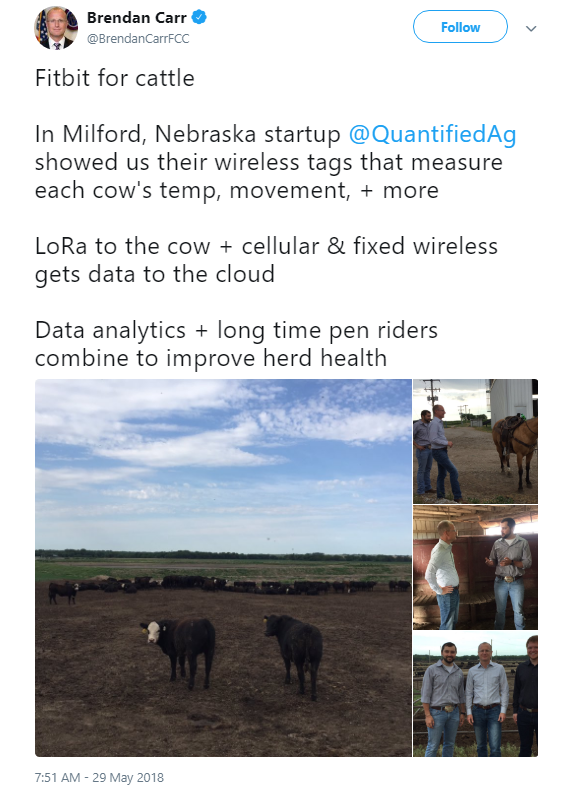 Brendan Carr
@BrendanCarrFCC
Follow
Fitbit for cattle
In Milford, Nebraska startup @QuantifiedAg
showed us their wireless tags that measure
each cow's temp, movement, + more
LoRa to the cow + cellular & fixed wireless
gets data to the cloud
Data analytics + long time pen riders
combine to improve herd health
7:51 AM - 29 May 2018